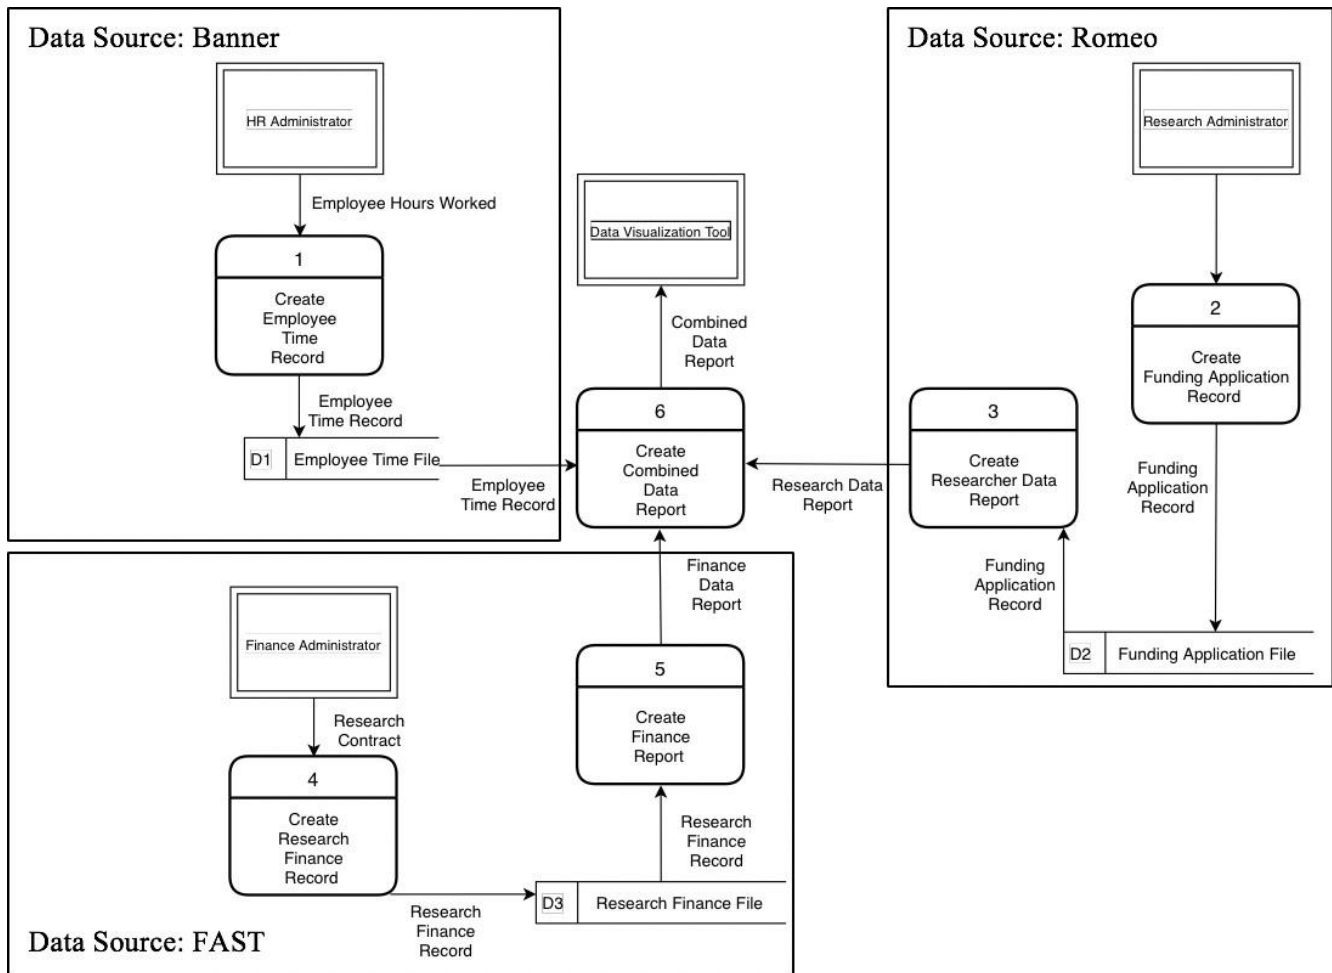 Data Source: Banner
HR Administrator
Employee Hours Worked
1
Create
Employee
Time
Record
Employee
Time Record
D1
Employee Time File
Employee
Time Record
Data Visualization Tool
Combined
Data
Report
6
Create
Combined
Data
Report
Data Source: Romeo
Research Administrator
2
Create
Funding Application
Record
Funding
Application
Record
3
Create
Researcher Data
Report
Research Data
Report
Funding
Application
Record
D2
Funding Application File
Finance
Data
Report
Finance Administrator
Research
Contract
4
Create
Research
Finance
Record
Research
Finance
Record
5
Create
Finance
Report
Research
Finance
Record
D3
Research Finance File
Data Source: FAST